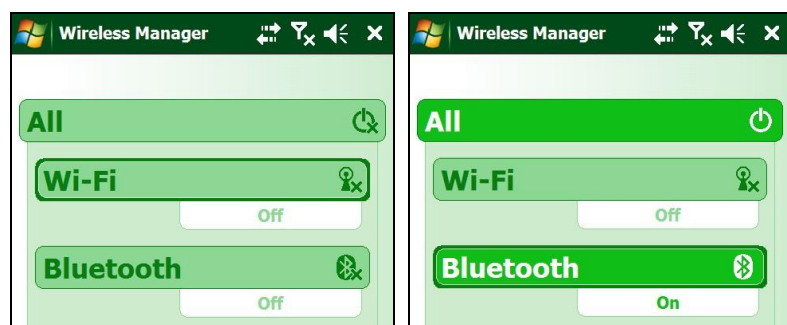 Wireless Manager
All
Wi-Fi
Off
Bluetooth
Off
Wireless Manager
All
Wi-Fi
Off
Bluetooth
On